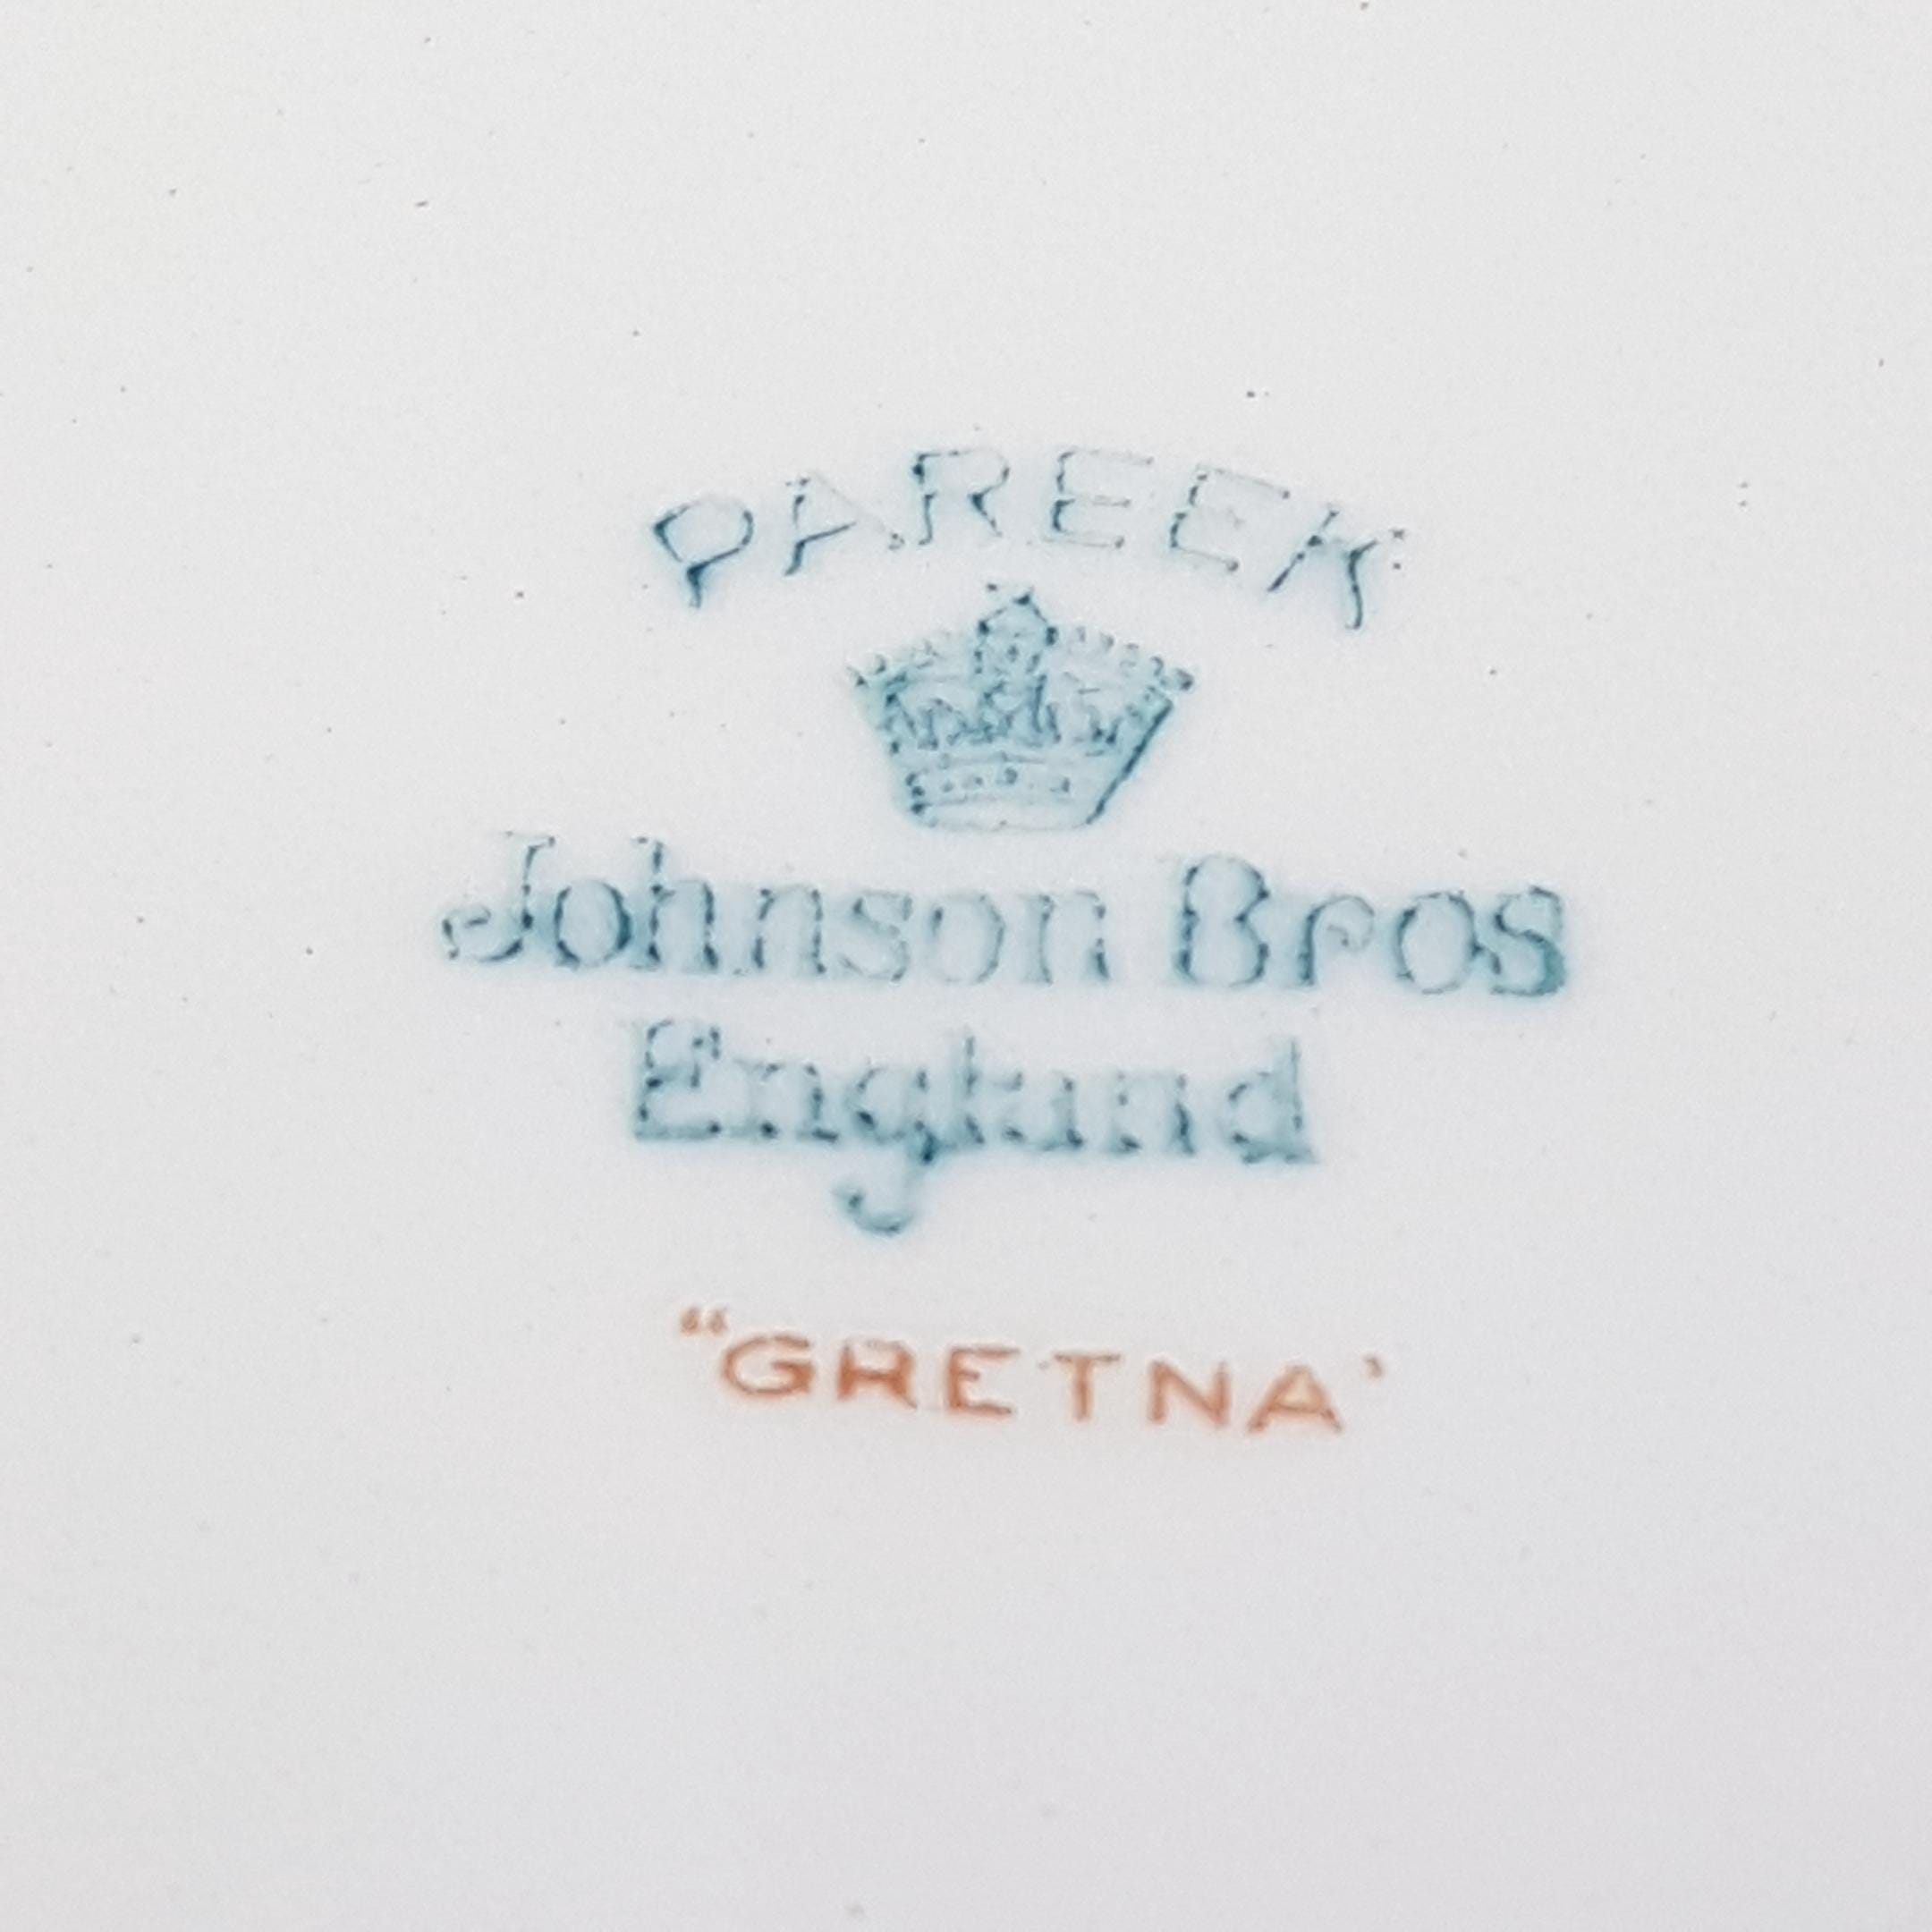 PAREEK
Johnson Bros
England
"GRETNA'